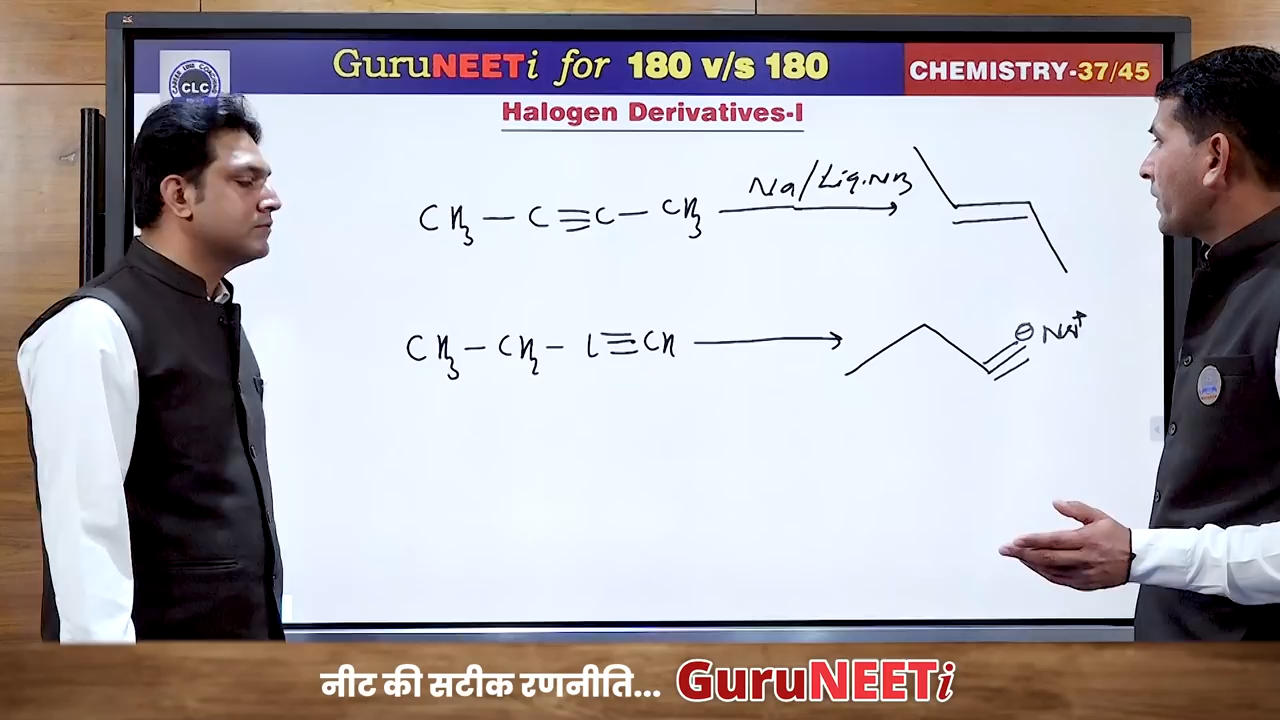 GuruNEETi for 180 v/s 180
CHEMISTRY-37/45
CLC
Halogen Derivatives-I
CH₃ — C ≡ C — CH₃ Na/Liq.NH₃
CH₃ — CH₂ — C ≡ CH ⊖ Na⁺
नीट की सटीक रणनीति... GuruNEETi